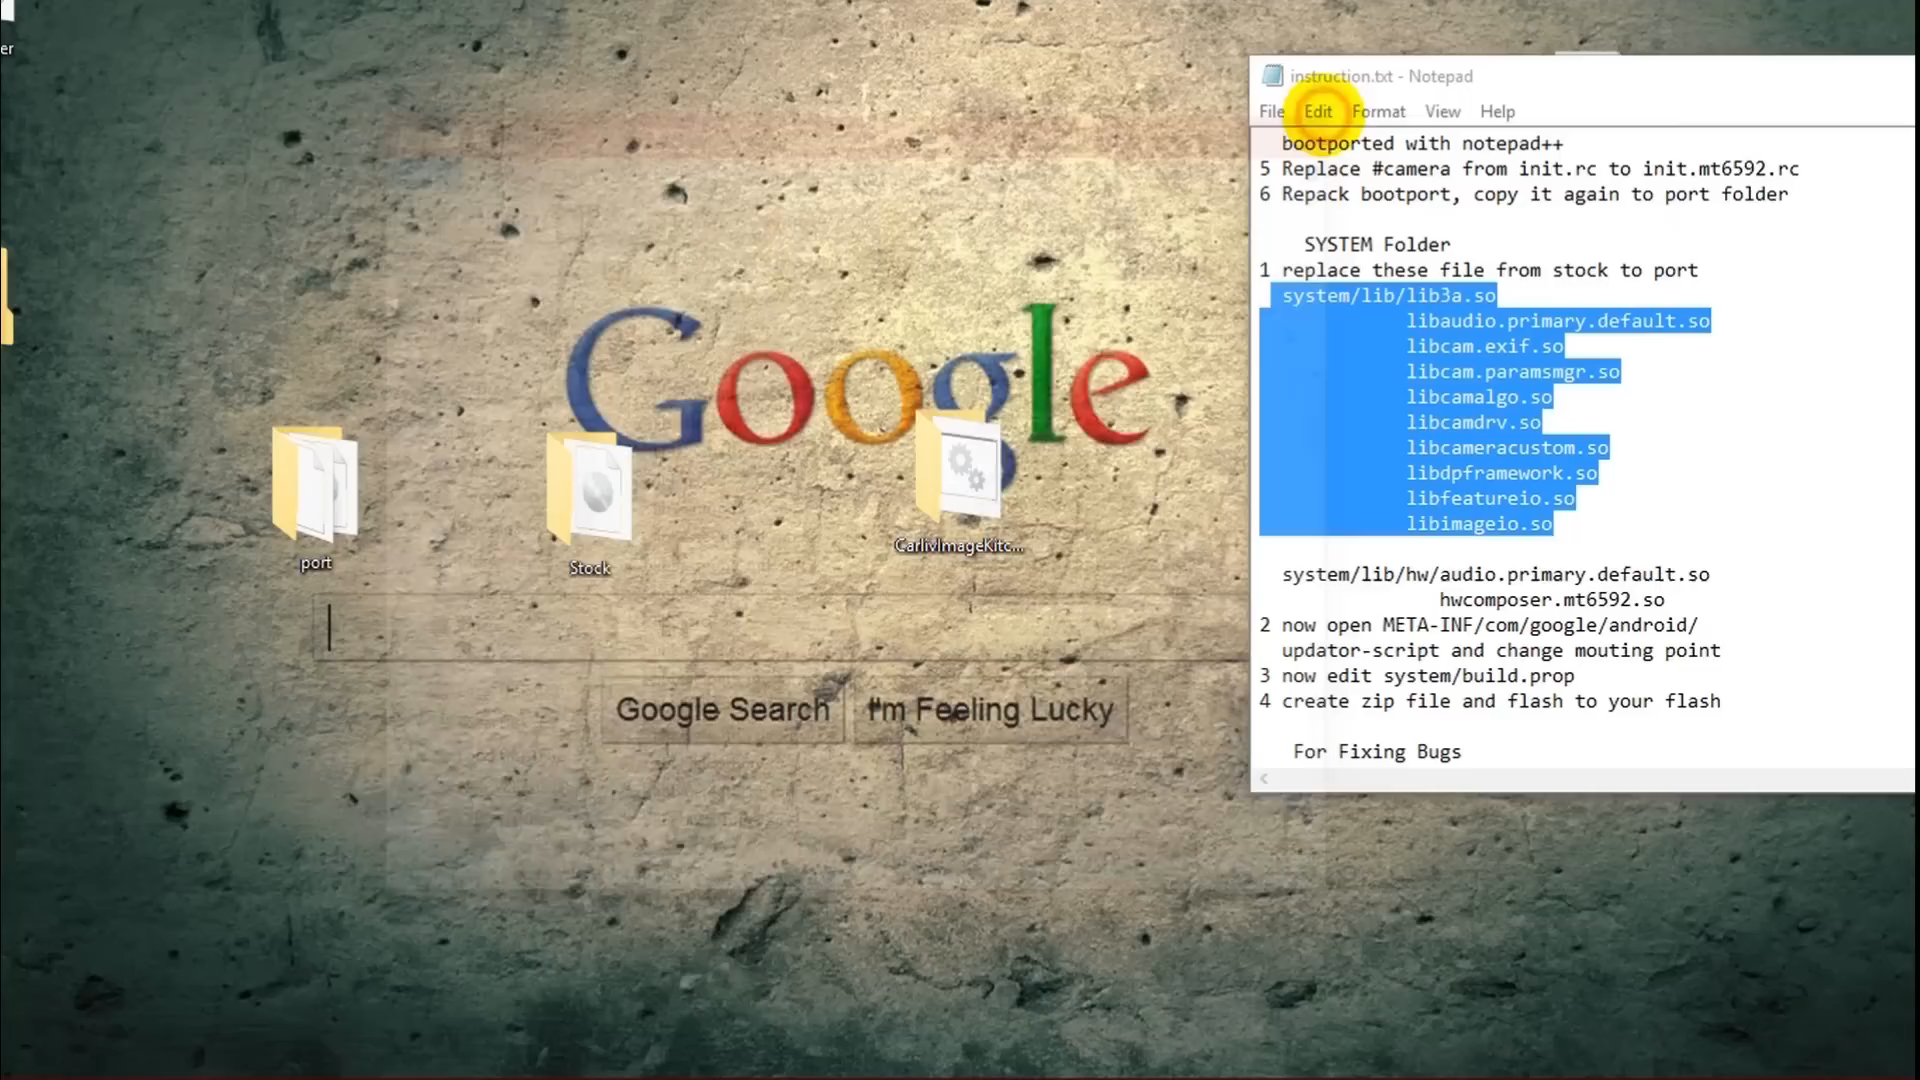 er
instruction.txt - Notepad
File Edit Format View Help
bootported with notepad++
5 Replace #camera from init.rc to init.mt6592.rc
6 Repack bootport, copy it again to port folder
SYSTEM Folder
1 replace these file from stock to port
system/lib/lib3a.so
libaudio.primary.default.so
libcam.exif.so
libcam.paramsmgr.so
libcamalgo.so
libcamdrv.so
libcameracustom.so
libdpframework.so
libfeatureio.so
libimageio.so
system/lib/hw/audio.primary.default.so
hwcomposer.mt6592.so
2 now open META-INF/com/google/android/
updator-script and change mouting point
3 now edit system/build.prop
4 create zip file and flash to your flash
For Fixing Bugs
Google
port
Stock
CarlivImageKitc...
Google Search
I'm Feeling Lucky